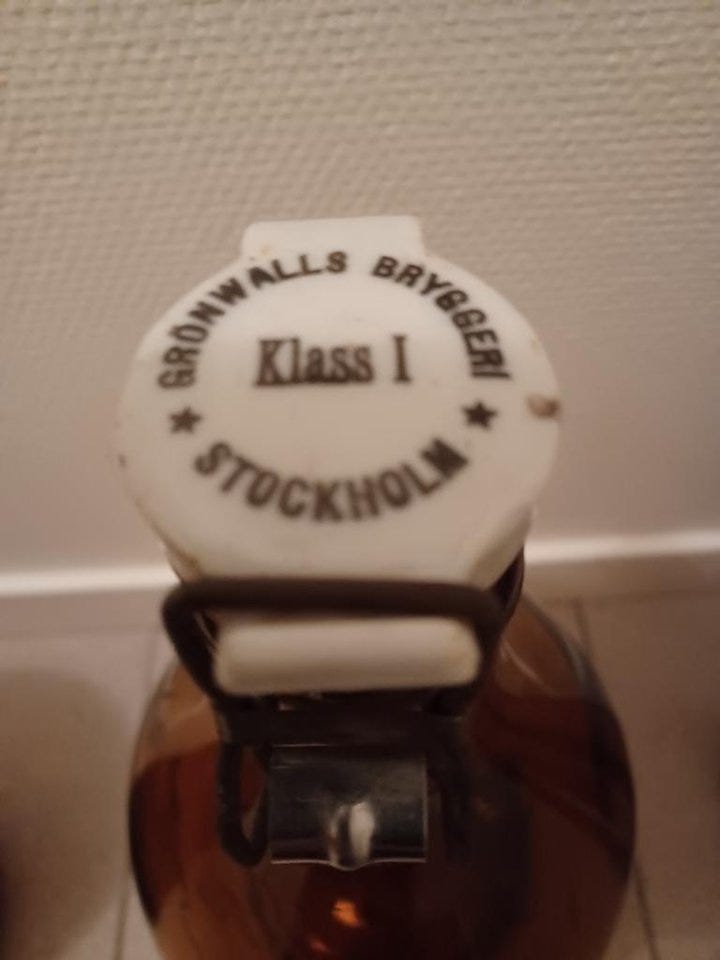 GRÖNWALLS BRYGGERI
Klass I
★ STOCKHOLM ★